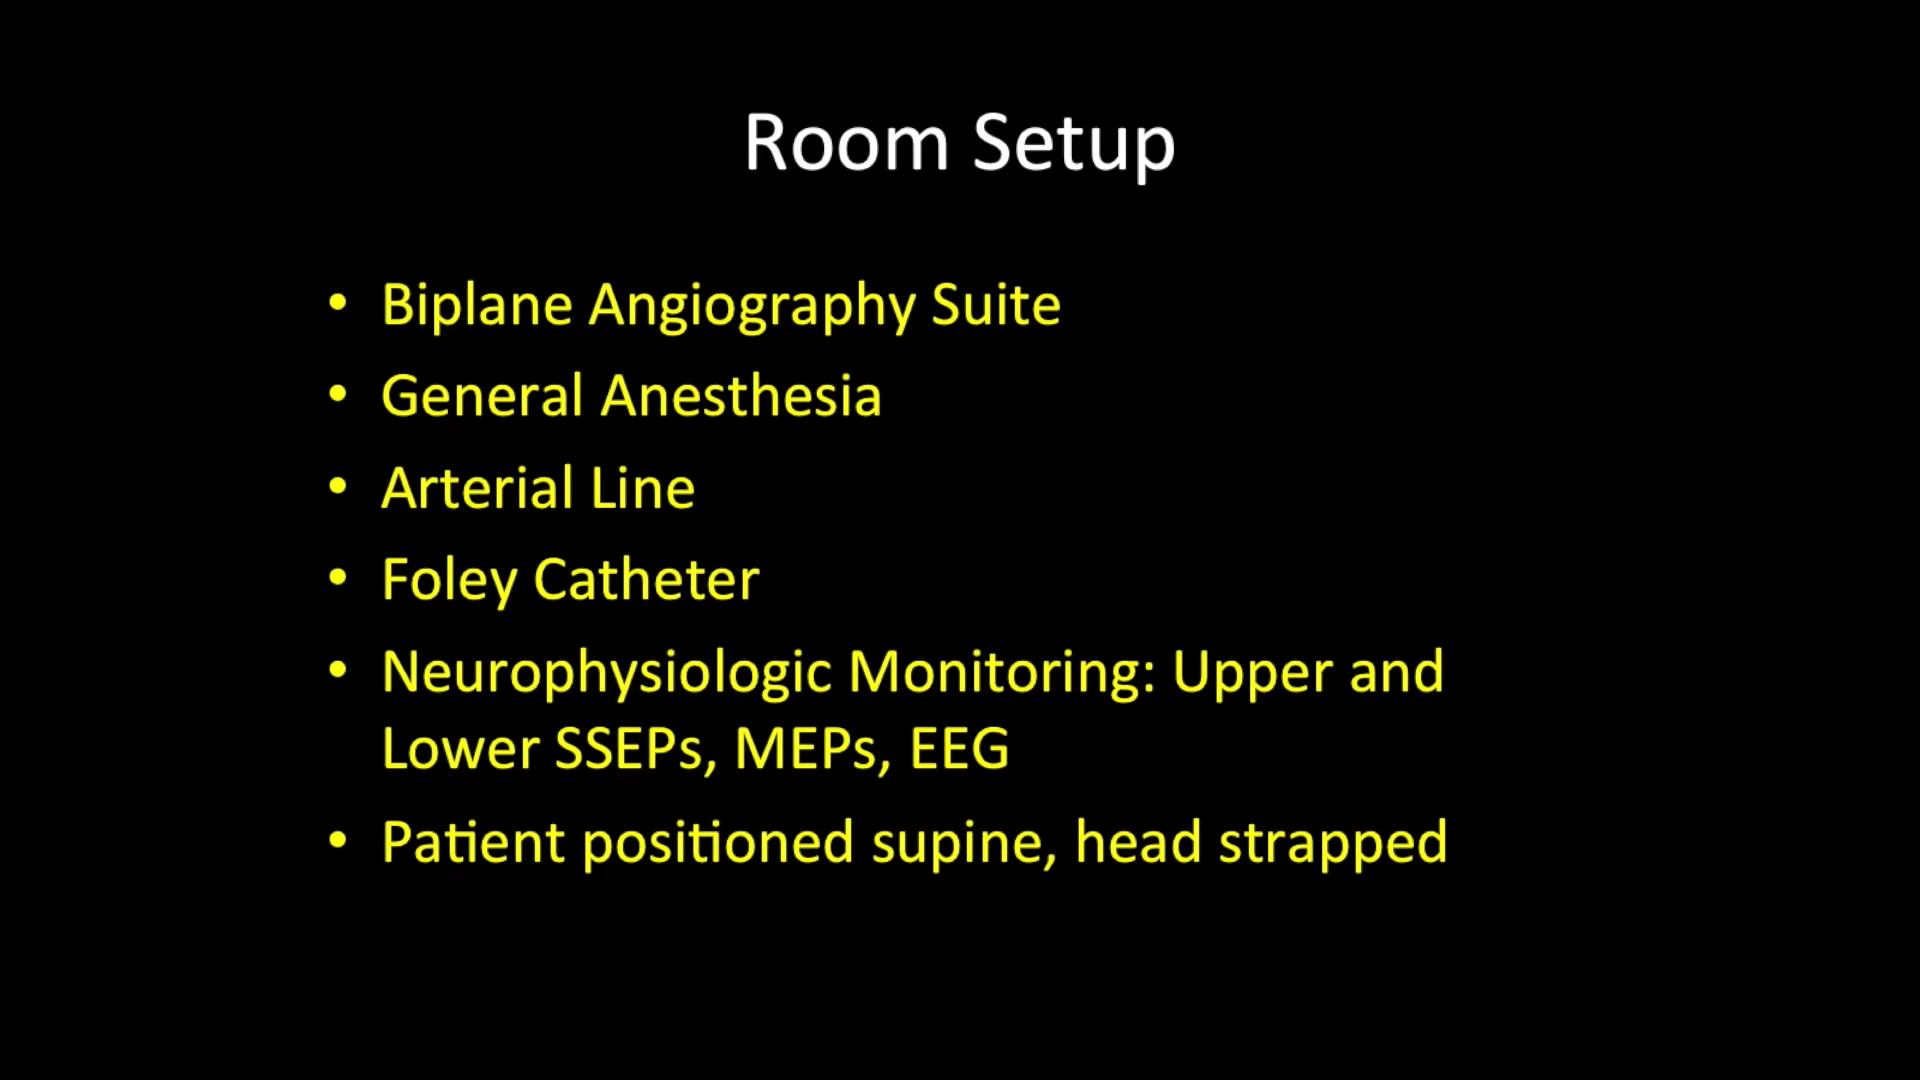 Room Setup
• Biplane Angiography Suite
• General Anesthesia
• Arterial Line
• Foley Catheter
• Neurophysiologic Monitoring: Upper and
Lower SSEPs, MEPs, EEG
• Patient positioned supine, head strapped